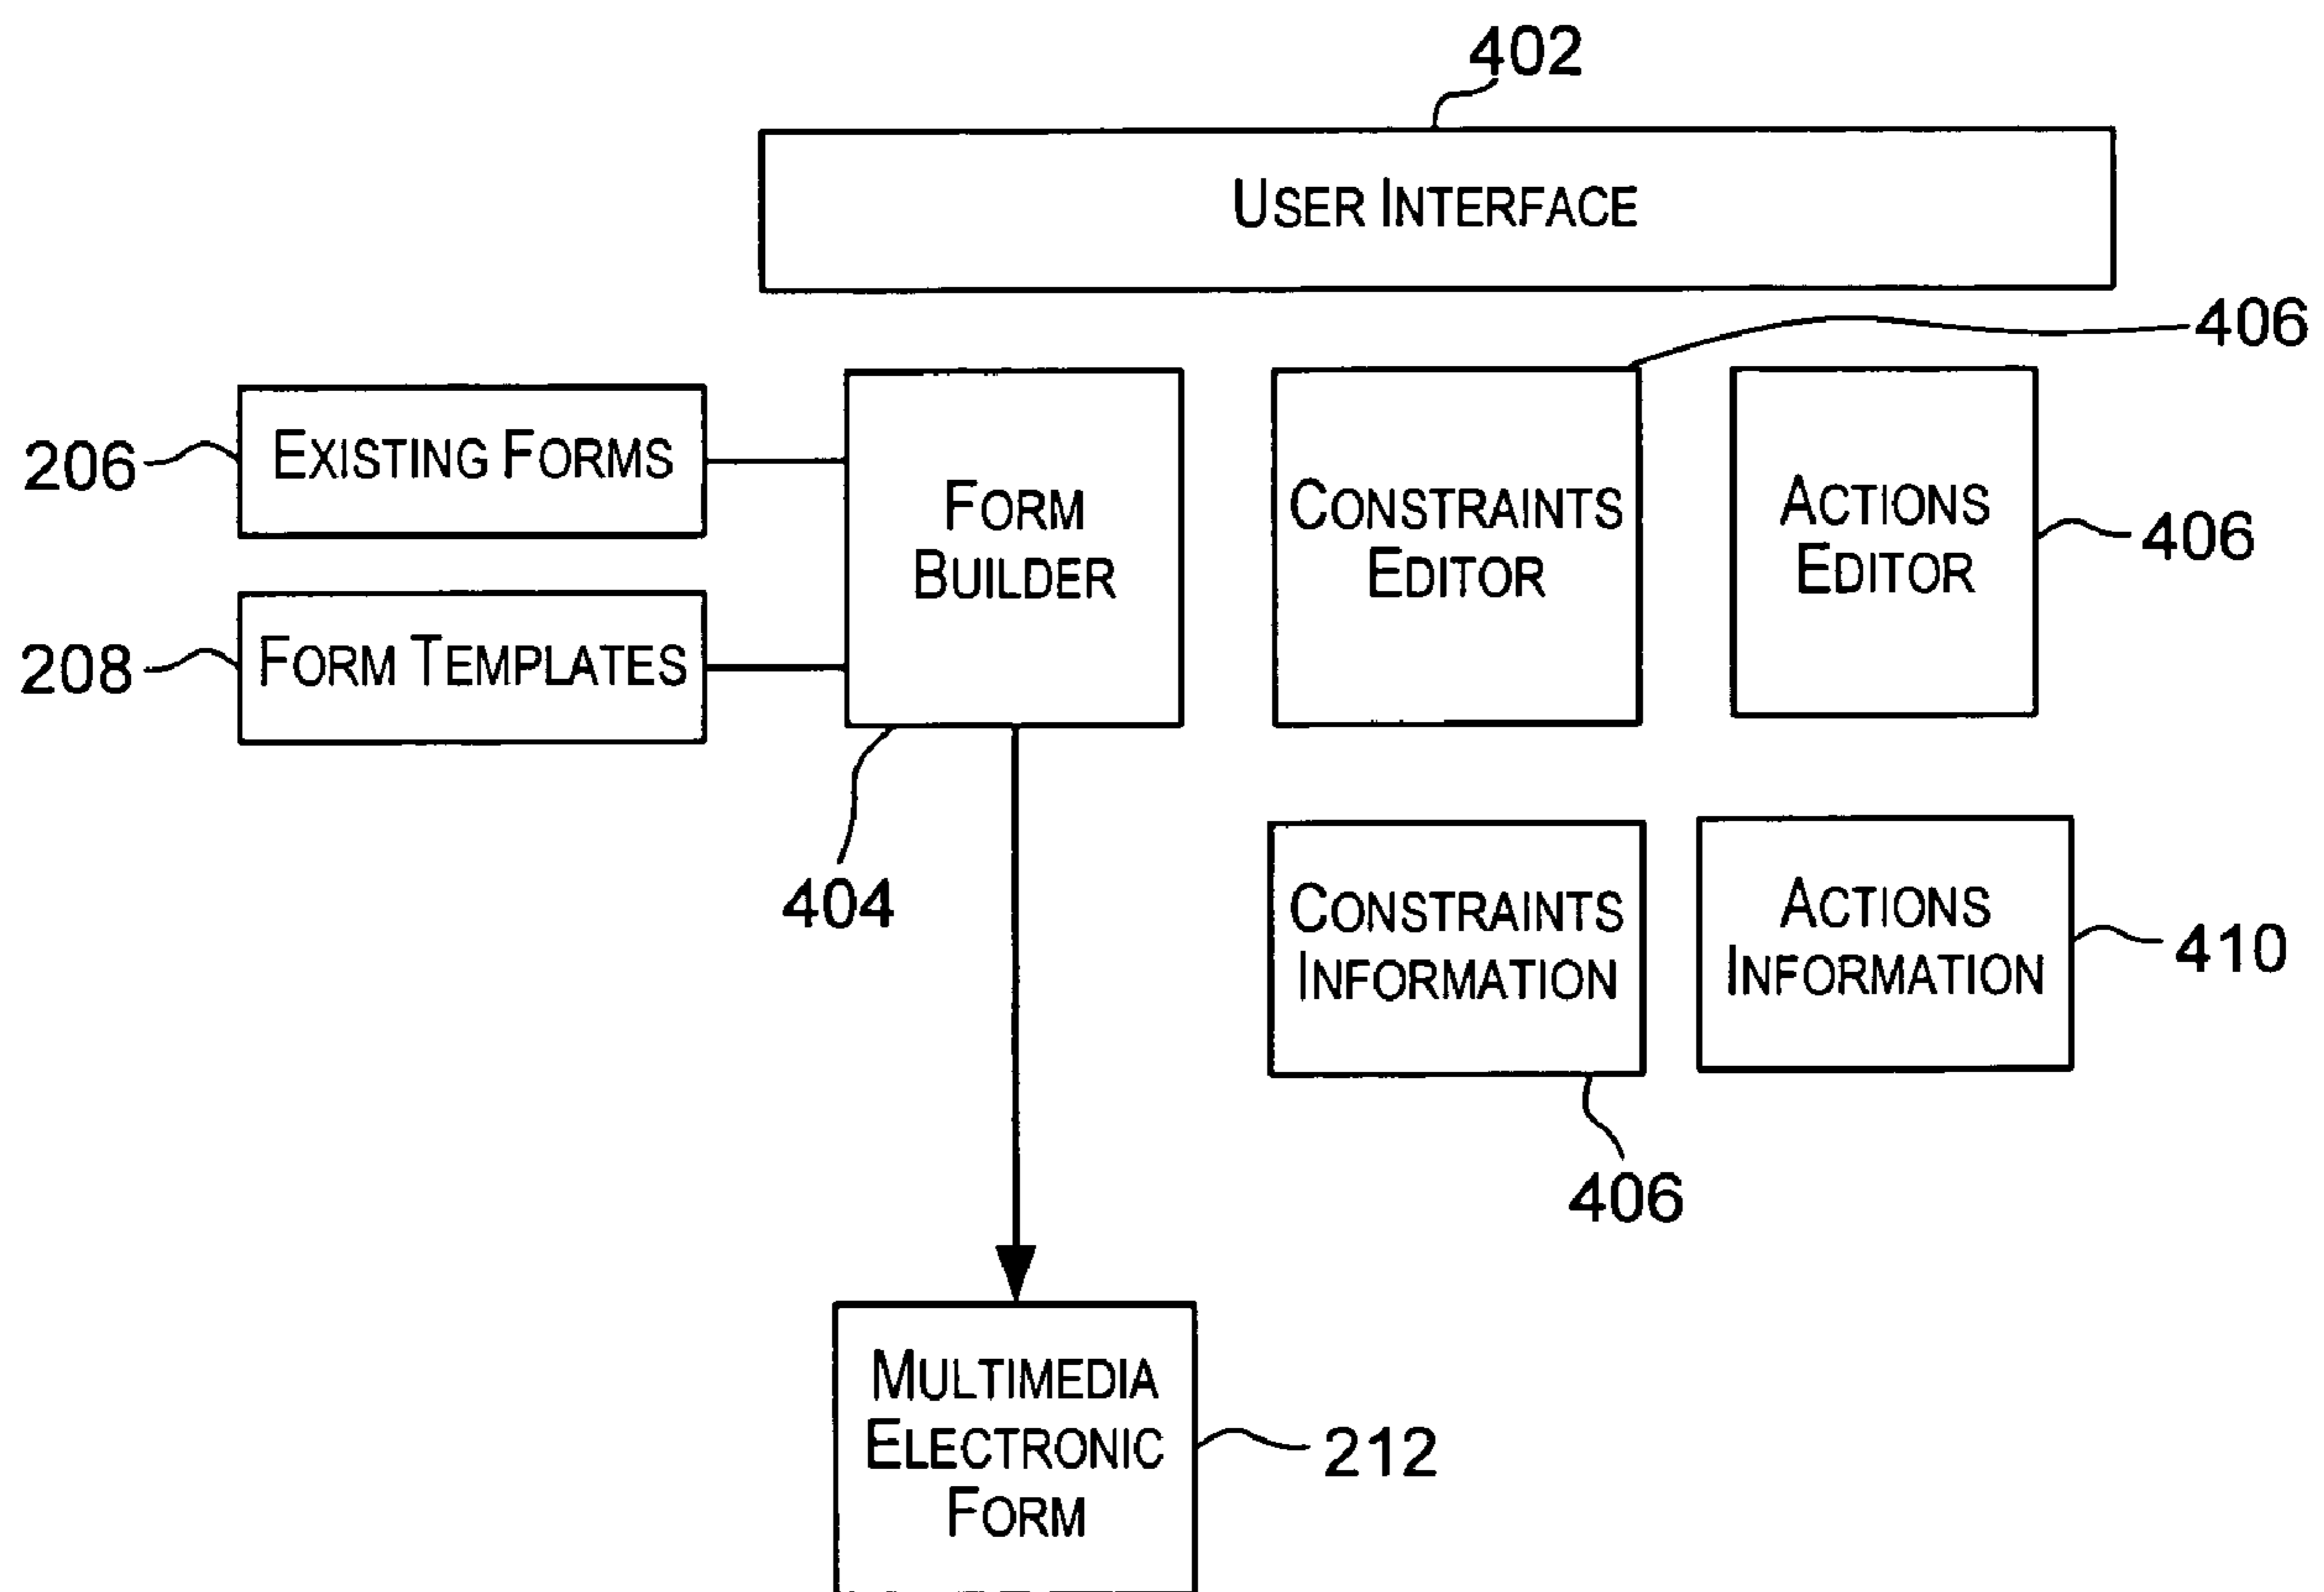 402
USER INTERFACE
406
206
EXISTING FORMS
FORM
BUILDER
CONSTRAINTS
EDITOR
ACTIONS
EDITOR
406
208
FORM TEMPLATES
404
CONSTRAINTS
INFORMATION
ACTIONS
INFORMATION
410
406
MULTIMEDIA
ELECTRONIC
FORM
212